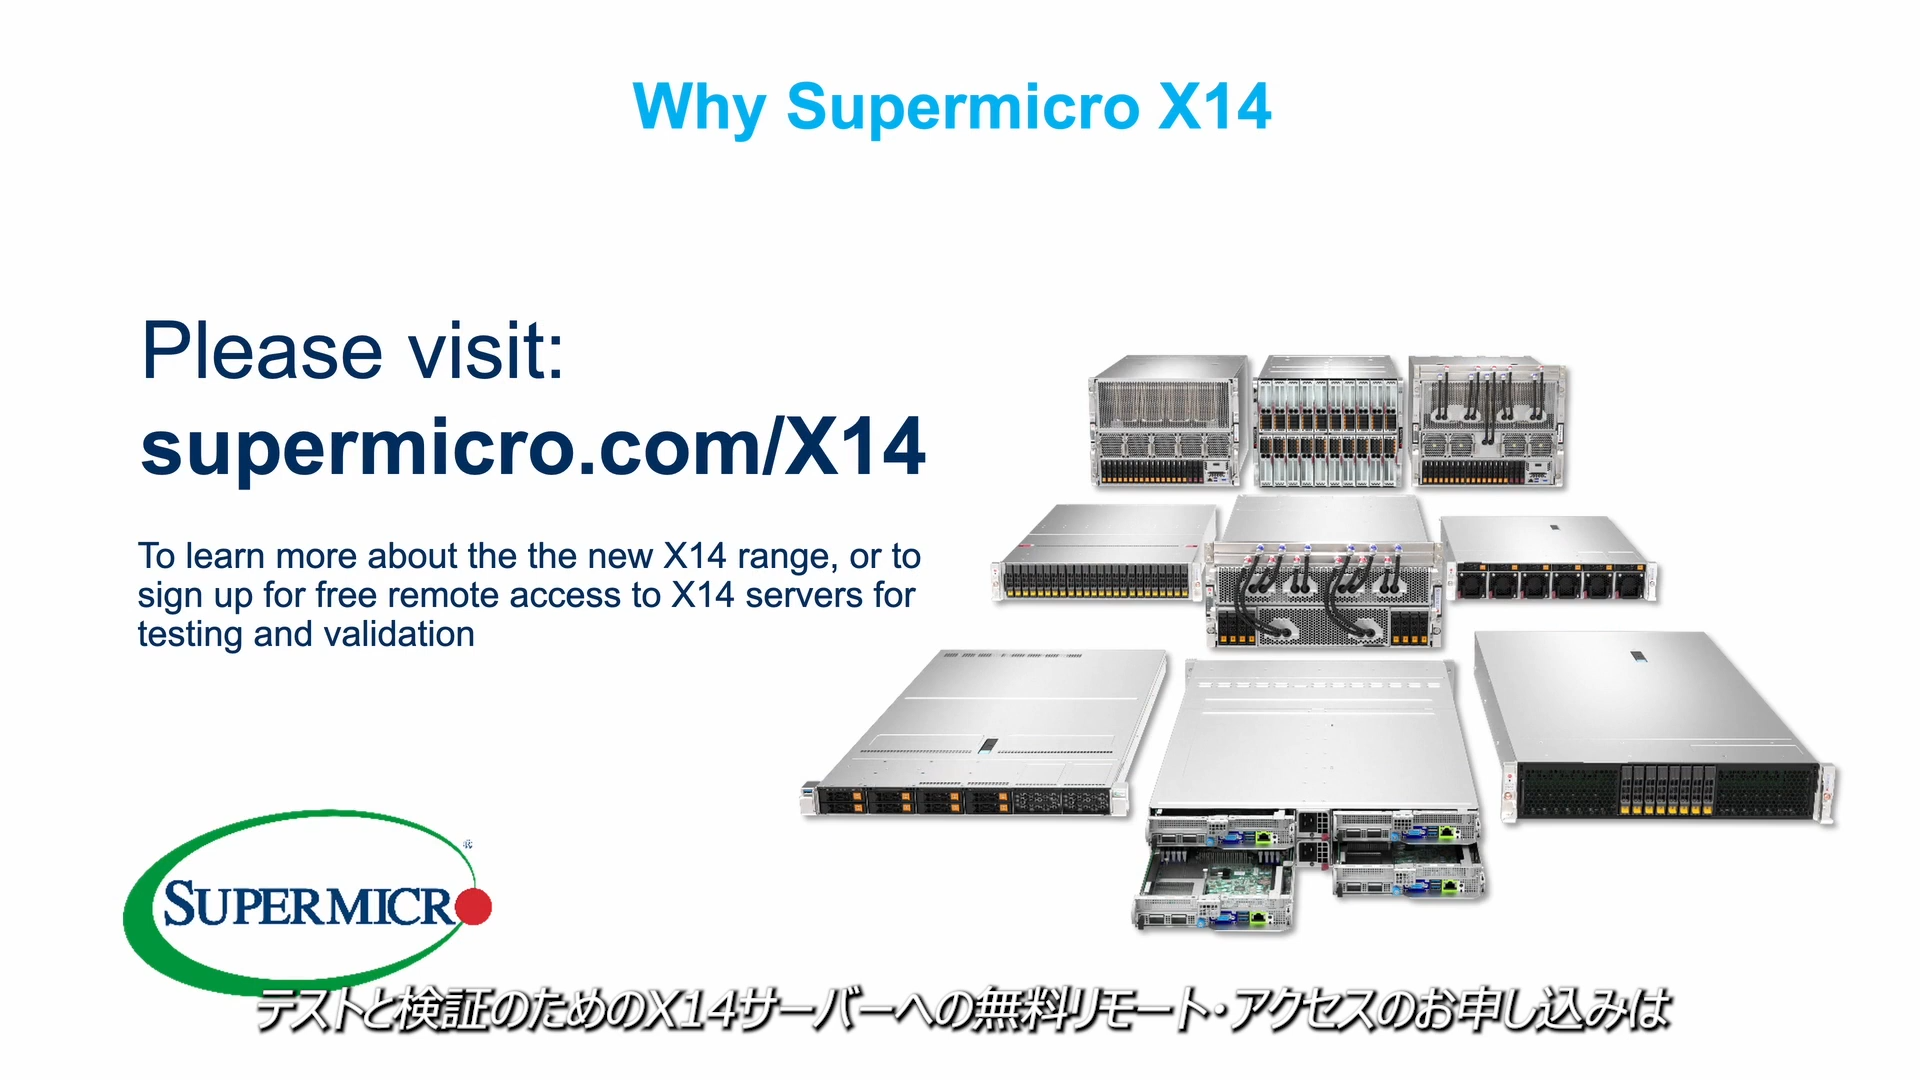 Why Supermicro X14
Please visit:
supermicro.com/X14
To learn more about the the new X14 range, or to
sign up for free remote access to X14 servers for
testing and validation
SUPERMICR
テストと検証のためのX14サーバーへの無料リモート・アクセスのお申し込みは